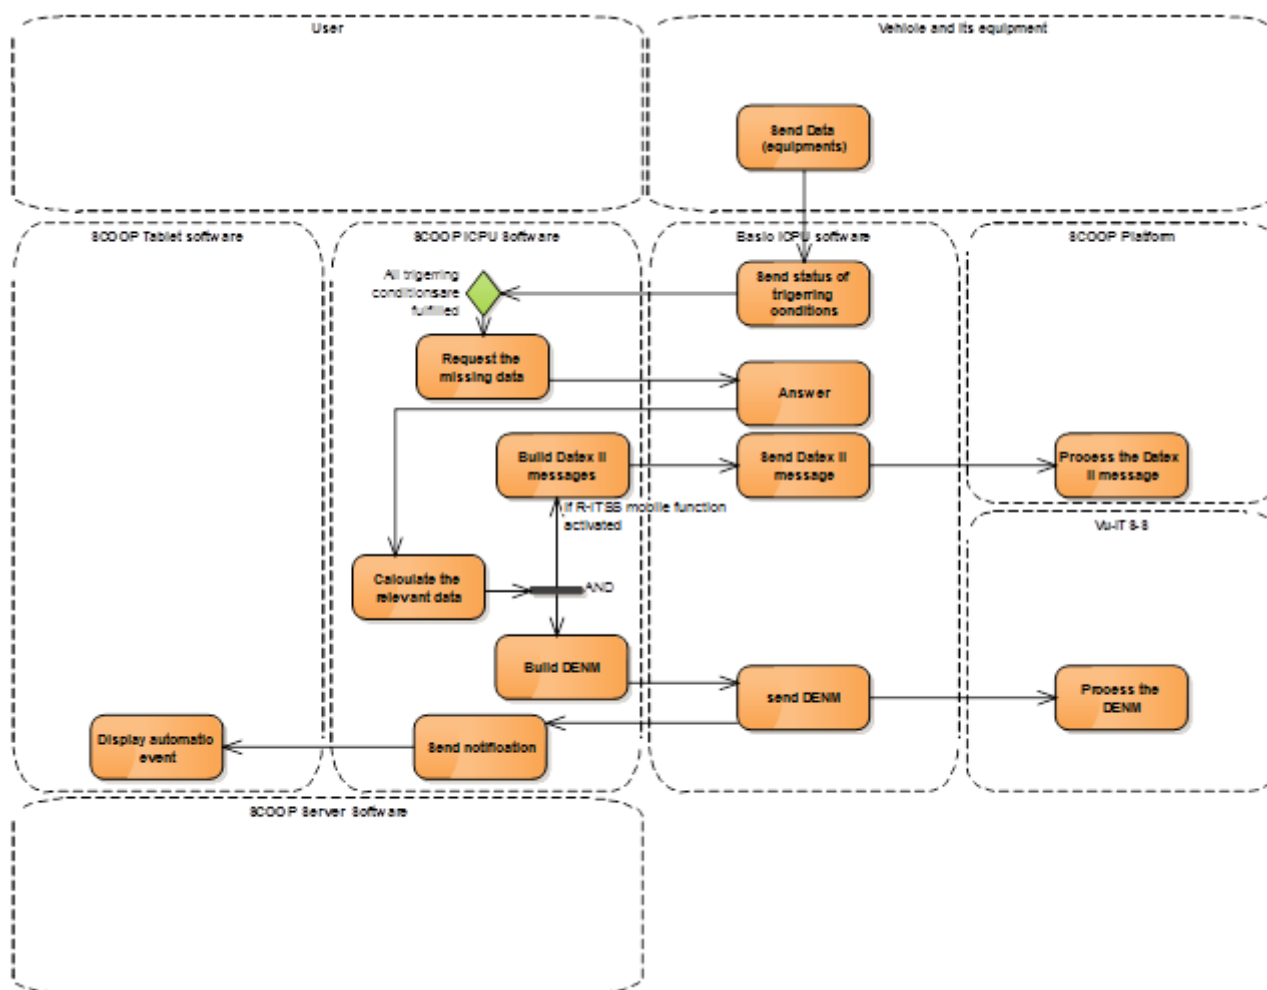 User
Vehicle and its equipment
Send Data
(equipments)
SCOOP Tablet software
SCOOP ICPU Software
Basic ICPU software
SCOOP Platform
All trigerring
conditionsare
fulfilled
Send status of
trigerring
conditions
Request the
missing data
Answer
Build Datex II
messages
Send Datex II
message
Process the Datex
II message
If R-ITSS mobile function
activated
Vu-ITS-S
Calculate the
relevant data
AND
Build DENM
send DENM
Process the
DENM
Display automatic
event
Send notification
SCOOP Server Software